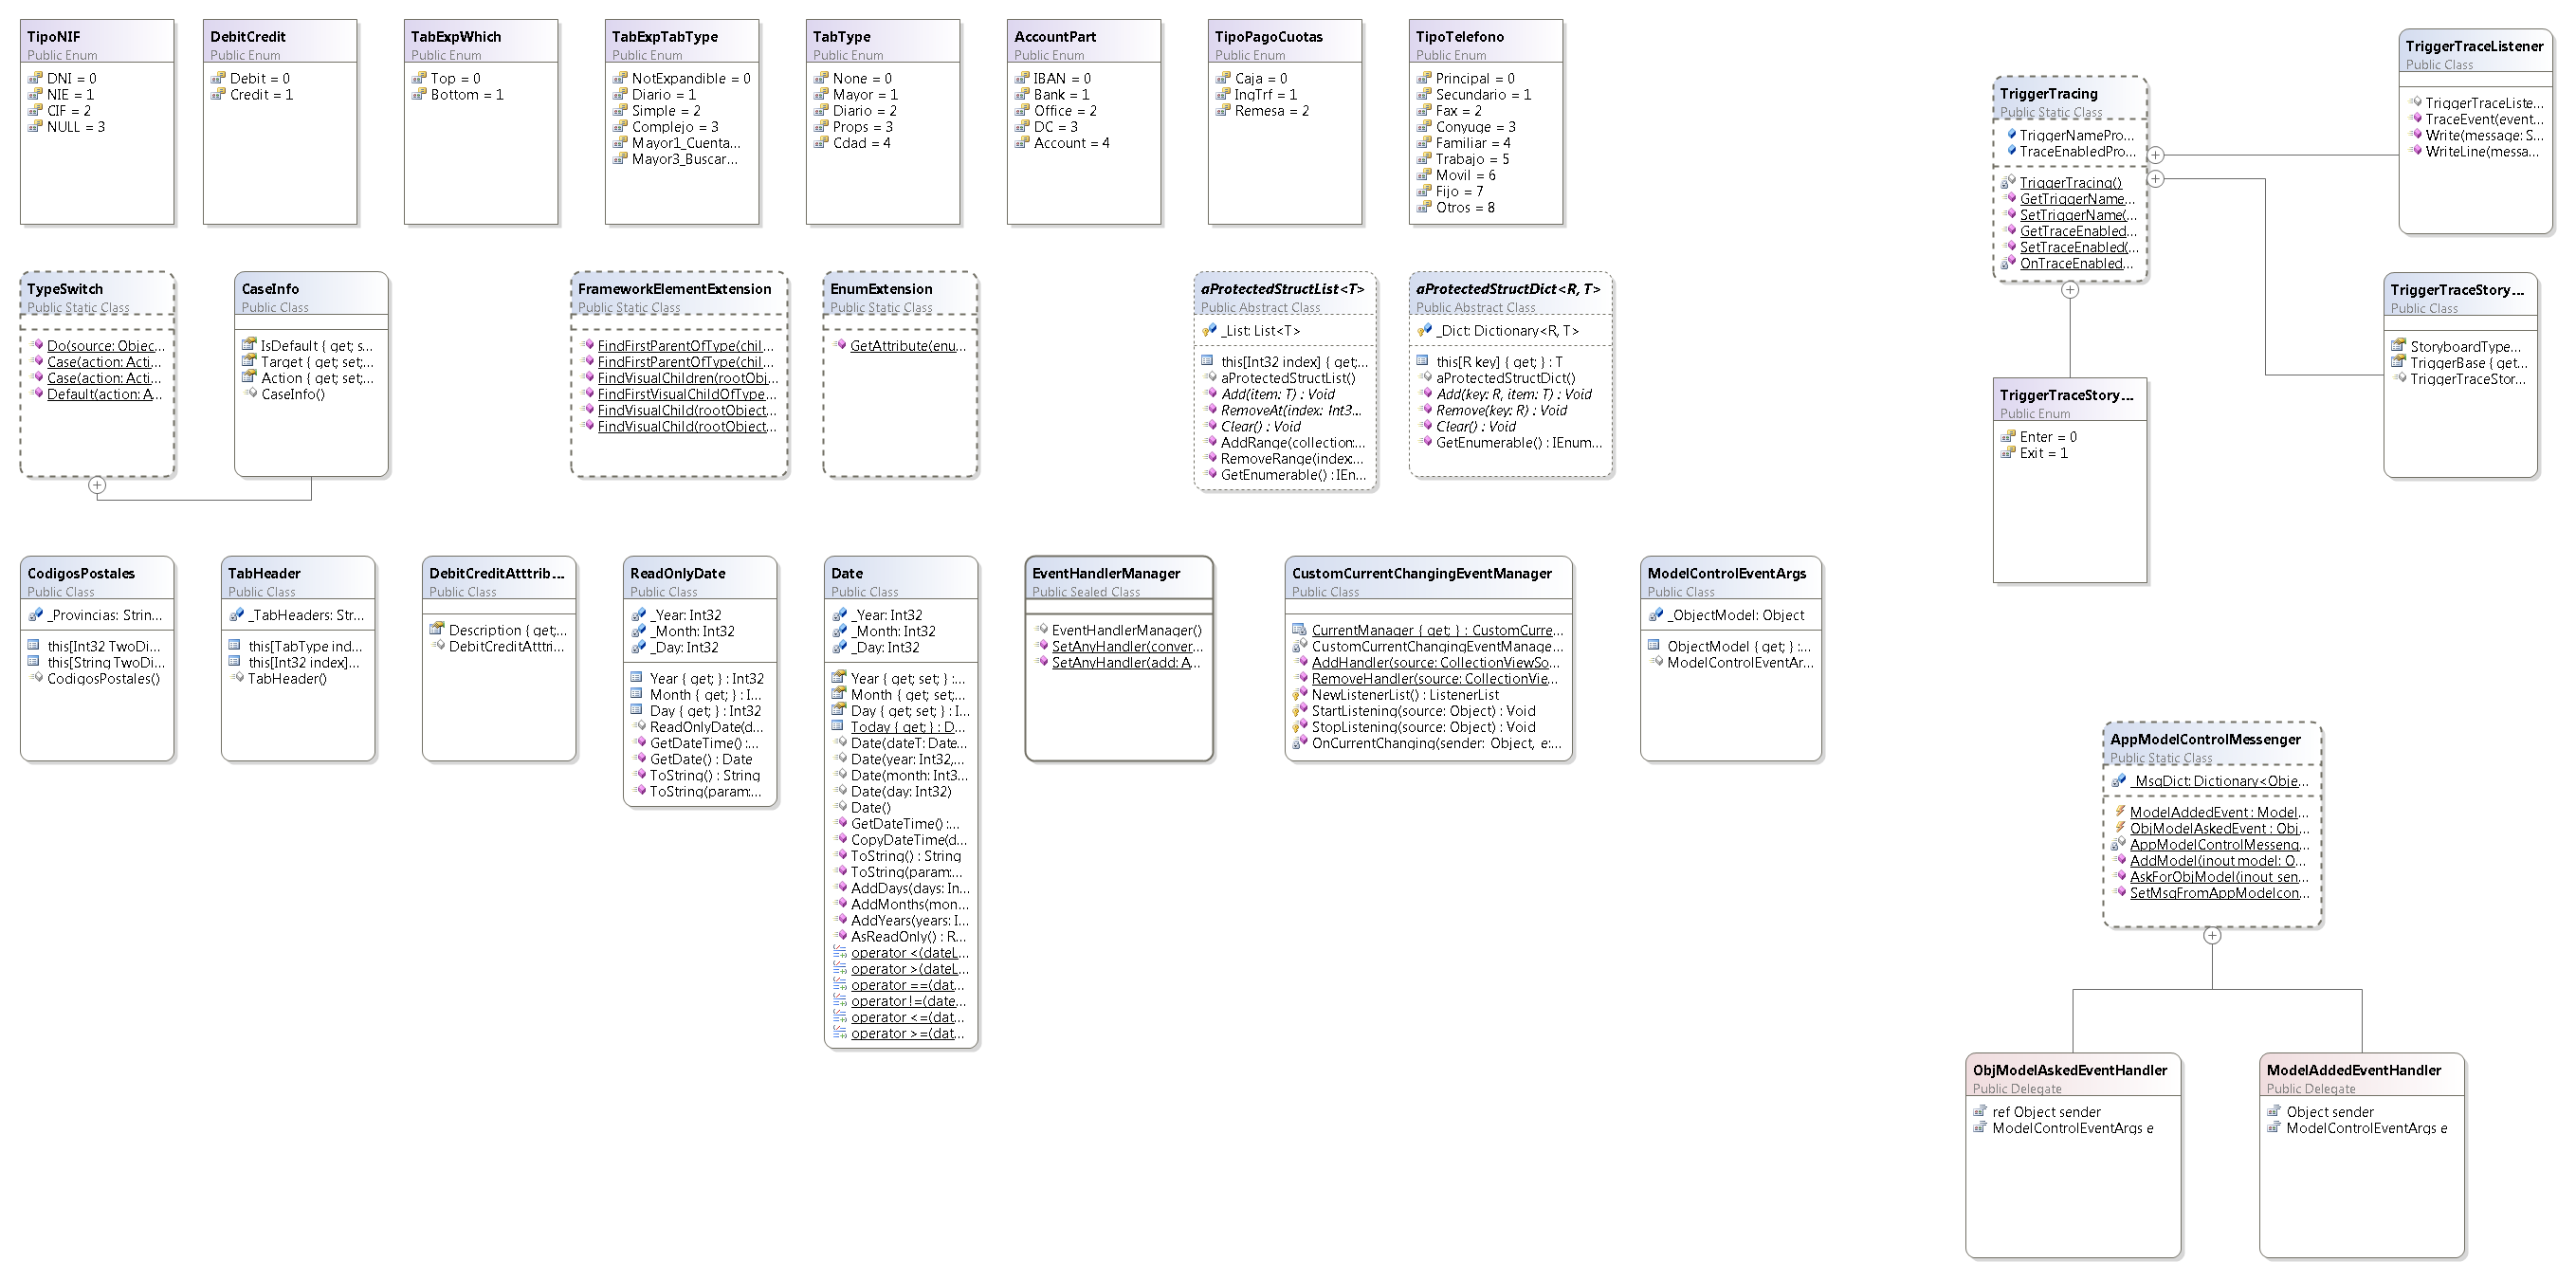 TipoNIF
Public Enum
DNI = 0
NIE = 1
CIF = 2
NULL = 3
DebitCredit
Public Enum
Debit = 0
Credit = 1
TabExpWhich
Public Enum
Top = 0
Bottom = 1
TabExpTabType
Public Enum
NotExpandible = 0
Diario = 1
Simple = 2
Complejo = 3
Mayor1_Cuenta...
Mayor3_Buscar...
TabType
Public Enum
None = 0
Mayor = 1
Diario = 2
Props = 3
Cdad = 4
AccountPart
Public Enum
IBAN = 0
Bank = 1
Office = 2
DC = 3
Account = 4
TipoPagoCuotas
Public Enum
Caja = 0
IngTrf = 1
Remesa = 2
TipoTelefono
Public Enum
Principal = 0
Secundario = 1
Fax = 2
Conyuge = 3
Familiar = 4
Trabajo = 5
Movil = 6
Fijo = 7
Otros = 8
TriggerTracing
Public Static Class
TriggerNamePro...
TraceEnabledPro...
TriggerTracing()
GetTriggerName...
SetTriggerName(...
GetTraceEnabled...
SetTraceEnabled(...
OnTraceEnabled...
TriggerTraceListener
Public Class
TriggerTraceListe...
TraceEvent(event...
Write(message: S...
WriteLine(messa...
TypeSwitch
Public Static Class
Do(source: Objec...
Case(action: Acti...
Case(action: Acti...
Default(action: A...
CaseInfo
Public Class
IsDefault { get; s...
Target { get; set;...
Action { get; set;...
CaseInfo()
FrameworkElementExtension
Public Static Class
FindFirstParentOfType(chil...
FindFirstParentOfType(chil...
FindVisualChildren(rootObj...
FindFirstVisualChildOfType...
FindVisualChild(rootObject...
FindVisualChild(rootObject...
EnumExtension
Public Static Class
GetAttribute(enu...
aProtectedStructList<T>
Public Abstract Class
_List: List<T>
this[Int32 index] { get;...
aProtectedStructList()
Add(item: T) : Void
RemoveAt(index: Int3...
Clear() : Void
AddRange(collection:...
RemoveRange(index:...
GetEnumerable() : IEn...
aProtectedStructDict<R, T>
Public Abstract Class
_Dict: Dictionary<R, T>
this[R key] { get; } : T
aProtectedStructDict()
Add(key: R, item: T) : Void
Remove(key: R) : Void
Clear() : Void
GetEnumerable() : IEnum...
TriggerTraceStory...
Public Class
StoryboardType...
TriggerBase { get...
TriggerTraceStor...
TriggerTraceStory...
Public Enum
Enter = 0
Exit = 1
CodigosPostales
Public Class
_Provincias: Strin...
this[Int32 TwoDi...
this[String TwoDi...
CodigosPostales()
TabHeader
Public Class
_TabHeaders: Str...
this[TabType ind...
this[Int32 index]...
TabHeader()
DebitCreditAtttrib...
Public Class
Description { get;...
DebitCreditAtttri...
ReadOnlyDate
Public Class
_Year: Int32
_Month: Int32
_Day: Int32
Year { get; } : Int32
Month { get; } : I...
Day { get; } : Int32
ReadOnlyDate(d...
GetDateTime() :...
GetDate() : Date
ToString() : String
ToString(param:...
Date
Public Class
_Year: Int32
_Month: Int32
_Day: Int32
Year { get; set; } :...
Month { get; set;...
Day { get; set; } : I...
Today { get; } : D...
Date(dateT: Date...
Date(year: Int32,...
Date(month: Int3...
Date(day: Int32)
Date()
GetDateTime() :...
CopyDateTime(d...
ToString() : String
ToString(param:...
AddDays(days: In...
AddMonths(mon...
AddYears(years: I...
AsReadOnly() : R...
operator <(dateL...
operator >(dateL...
operator ==(dat...
operator !=(date...
operator <=(dat...
operator >=(dat...
EventHandlerManager
Public Sealed Class
EventHandlerManager()
SetAnyHandler(conver...
SetAnyHandler(add: A...
CustomCurrentChangingEventManager
Public Class
CurrentManager { get; } : CustomCurre...
CustomCurrentChangingEventManage...
AddHandler(source: CollectionViewSo...
RemoveHandler(source: CollectionVie...
NewListenerList() : ListenerList
StartListening(source: Object) : Void
StopListening(source: Object) : Void
OnCurrentChanging(sender: Object, e:...
ModelControlEventArgs
Public Class
_ObjectModel: Object
ObjectModel { get; } :...
ModelControlEventAr...
AppModelControlMessenger
Public Static Class
_MsgDict: Dictionary<Obje...
ModelAddedEvent : Model...
ObjModelAskedEvent : Obj...
AppModelControlMesseng...
AddModel(inout model: O...
AskForObjModel(inout sen...
SetMsgFromAppModelcon...
ObjModelAskedEventHandler
Public Delegate
ref Object sender
ModelControlEventArgs e
ModelAddedEventHandler
Public Delegate
Object sender
ModelControlEventArgs e